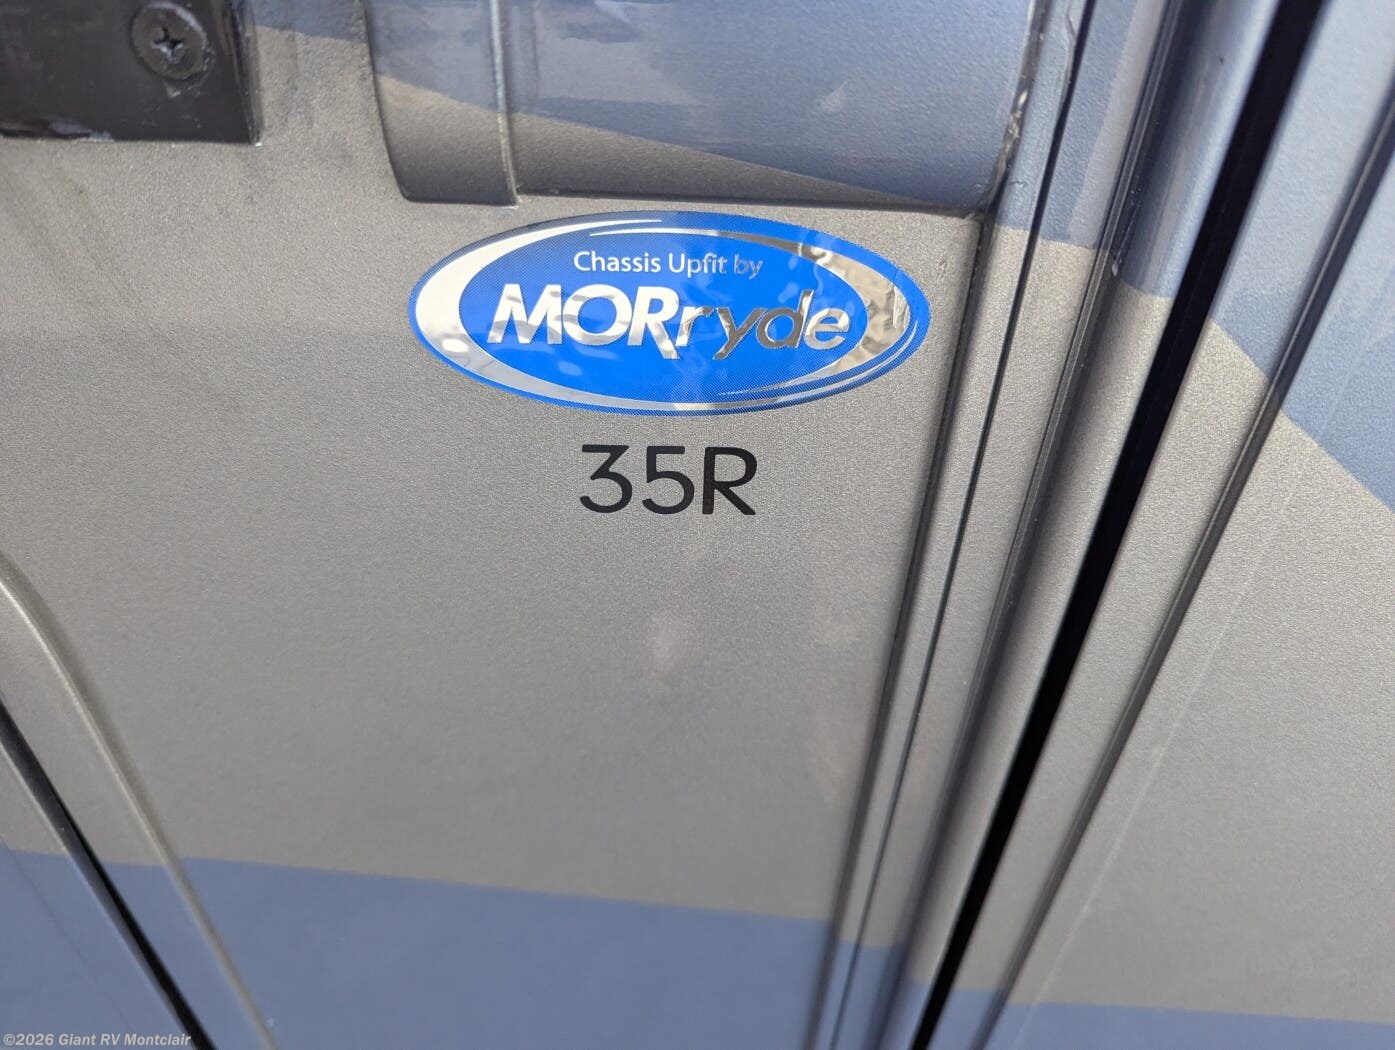 Chassis Upfit by
MORryde
35R
©2026 Giant RV Montclair